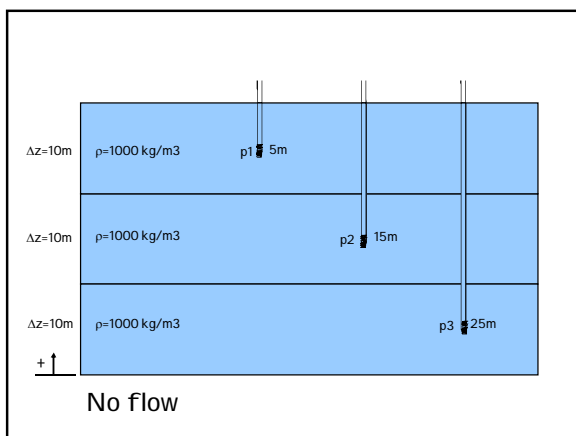 Δz=10m ρ=1000 kg/m3 p1 5m
Δz=10m ρ=1000 kg/m3 p2 15m
Δz=10m ρ=1000 kg/m3 p3 25m
+
No flow